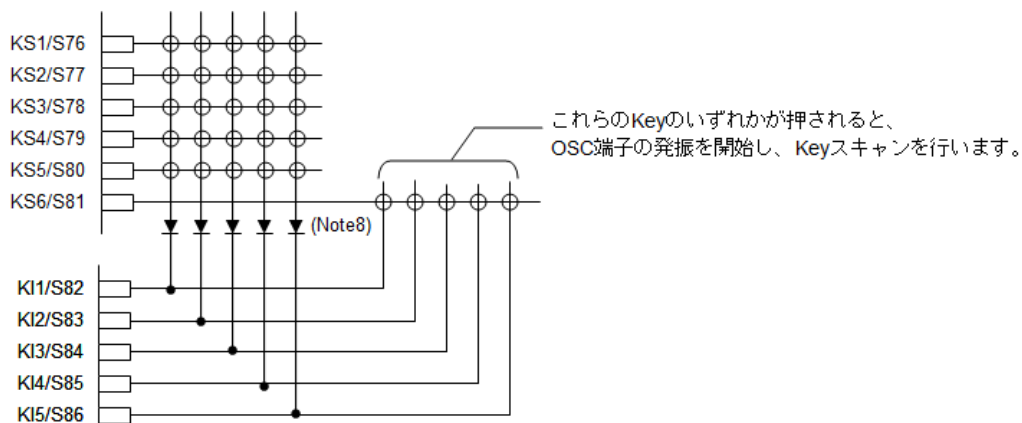 KS1/S76
KS2/S77
KS3/S78
KS4/S79
KS5/S80
KS6/S81
これらのKeyのいずれかが押されると、
OSC端子の発振を開始し、Keyスキャンを行います。
(Note8)
KI1/S82
KI2/S83
KI3/S84
KI4/S85
KI5/S86